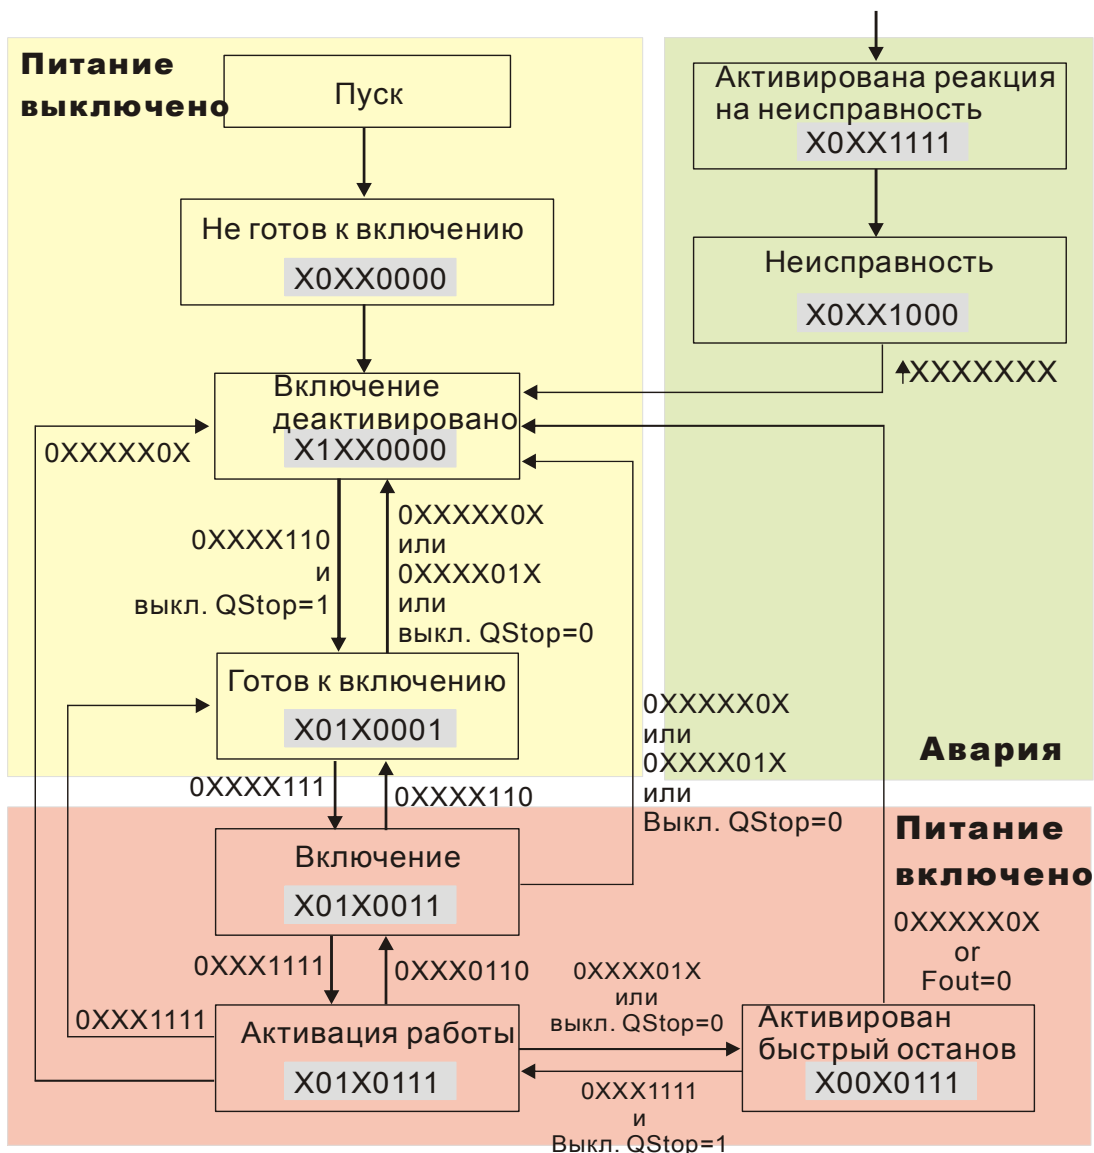 Питание
выключено
Пуск
Не готов к включению
X0XX0000
Включение
деактивировано
X1XX0000
0XXXXX0X
0XXXX110
и
выкл. QStop=1
0XXXXX0X
или
0XXXX01X
или
выкл. QStop=0
Готов к включению
X01X0001
Активирована реакция
на неисправность
X0XX1111
Неисправность
X0XX1000
XXXXXXX
Авария
0XXXXX0X
или
0XXXX01X
или
Выкл. QStop=0
0XXXX111
0XXXX110
Питание
включено
Включение
X01X0011
0XXX1111
0XXX0110
0XXX1111
Активация работы
X01X0111
0XXXX01X
или
выкл. QStop=0
0XXXXX0X
or
Fout=0
Активирован
быстрый останов
X00X0111
0XXX1111
и
Выкл. QStop=1